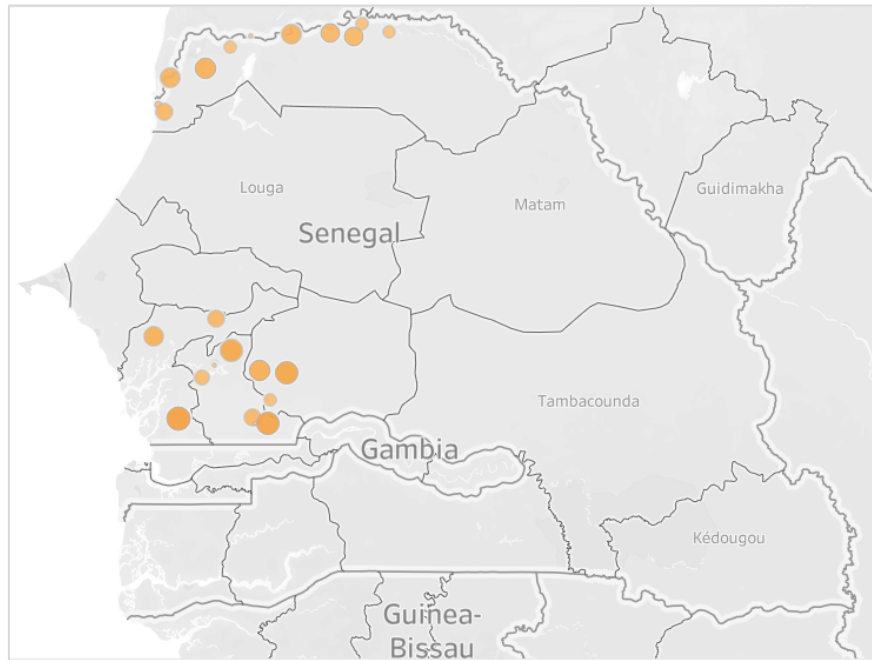 Louga
Matam
Guidimakha
Senegal
Tambacounda
Gambia
Kédougou
Guinea-
Bissau